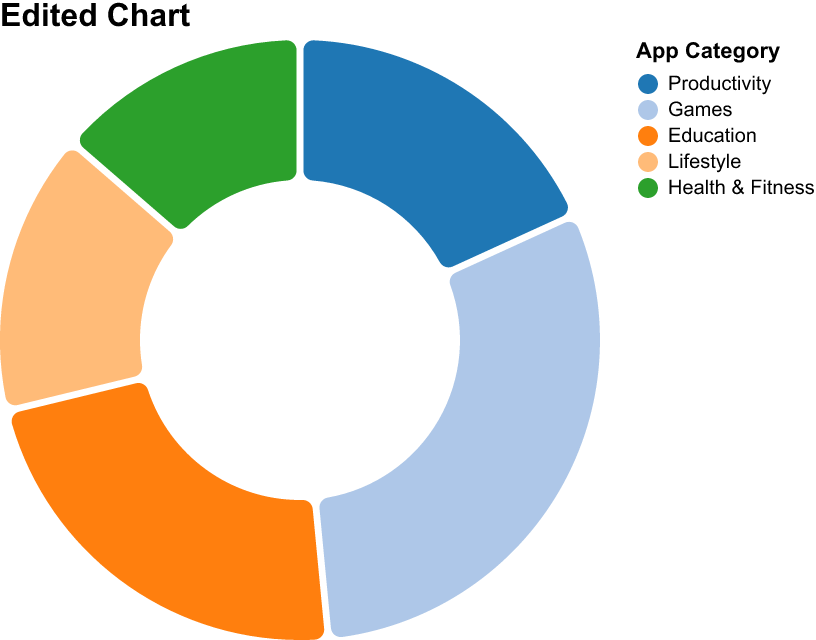 Edited Chart
App Category
Productivity
Games
Education
Lifestyle
Health & Fitness